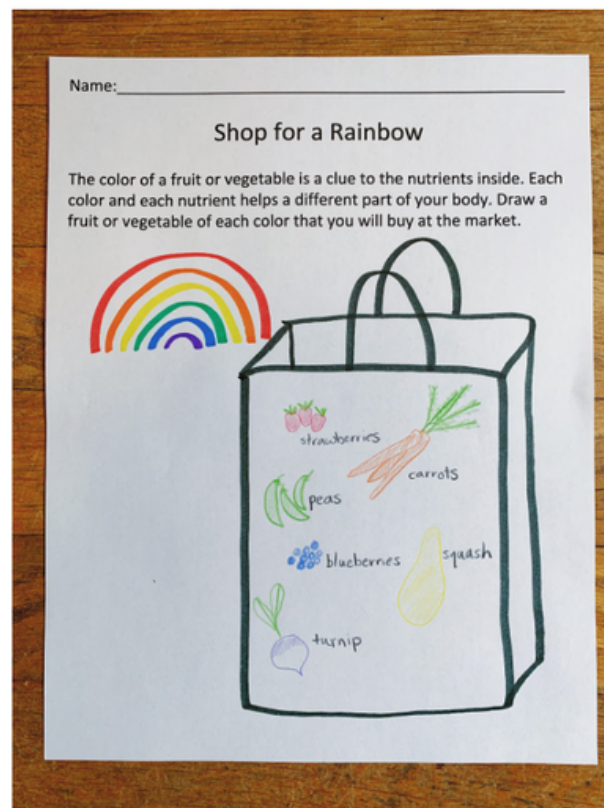 Name:
Shop for a Rainbow
The color of a fruit or vegetable is a clue to the nutrients inside. Each
color and each nutrient helps a different part of your body. Draw a
fruit or vegetable of each color that you will buy at the market.
strawberries
carrots
peas
blueberries
squash
turnip